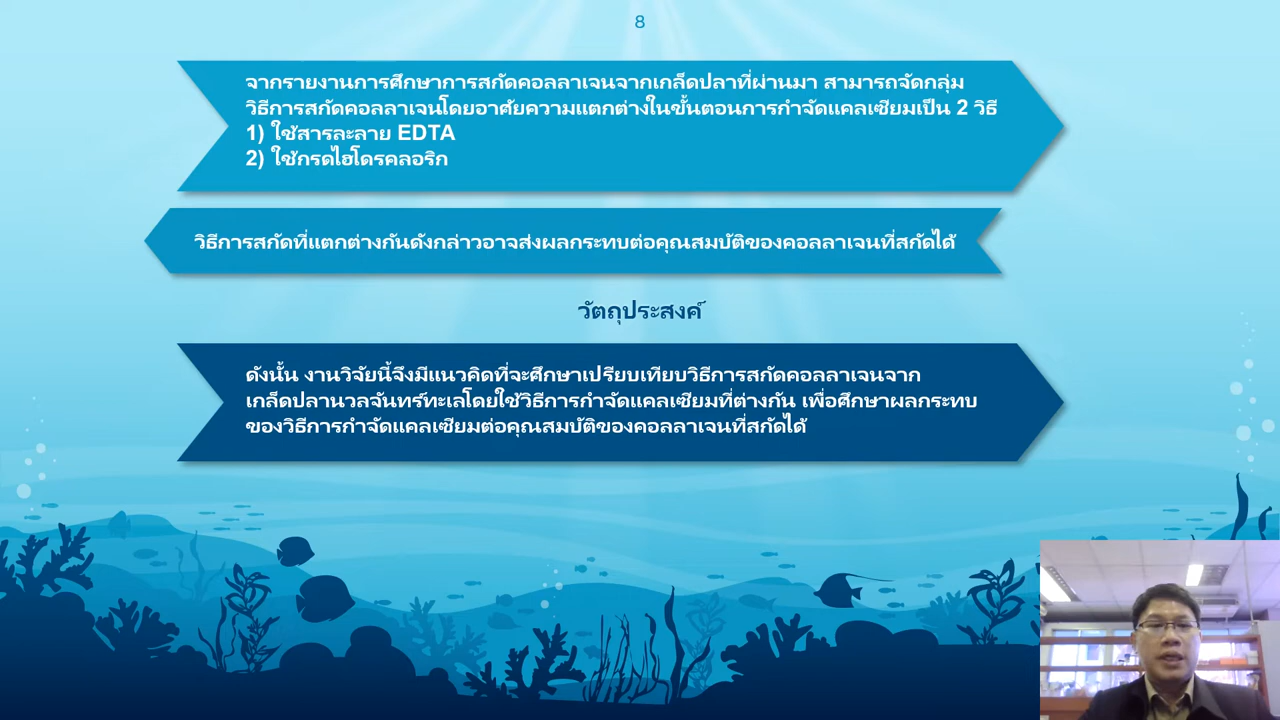 8
จากรายงานการศึกษาการสกัดคอลลาเจนจากเกล็ดปลาที่ผ่านมา สามารถจัดกลุ่ม
วิธีการสกัดคอลลาเจนโดยอาศัยความแตกต่างในขั้นตอนการกำจัดแคลเซียมเป็น 2 วิธี
1) ใช้สารละลาย EDTA
2) ใช้กรดไฮโดรคลอริก
วิธีการสกัดที่แตกต่างกันดังกล่าวอาจส่งผลกระทบต่อคุณสมบัติของคอลลาเจนที่สกัดได้
วัตถุประสงค์
ดังนั้น งานวิจัยนี้จึงมีแนวคิดที่จะศึกษาเปรียบเทียบวิธีการสกัดคอลลาเจนจาก
เกล็ดปลานวลจันทร์ทะเลโดยใช้วิธีการกำจัดแคลเซียมที่ต่างกัน เพื่อศึกษาผลกระทบ
ของวิธีการกำจัดแคลเซียมต่อคุณสมบัติของคอลลาเจนที่สกัดได้